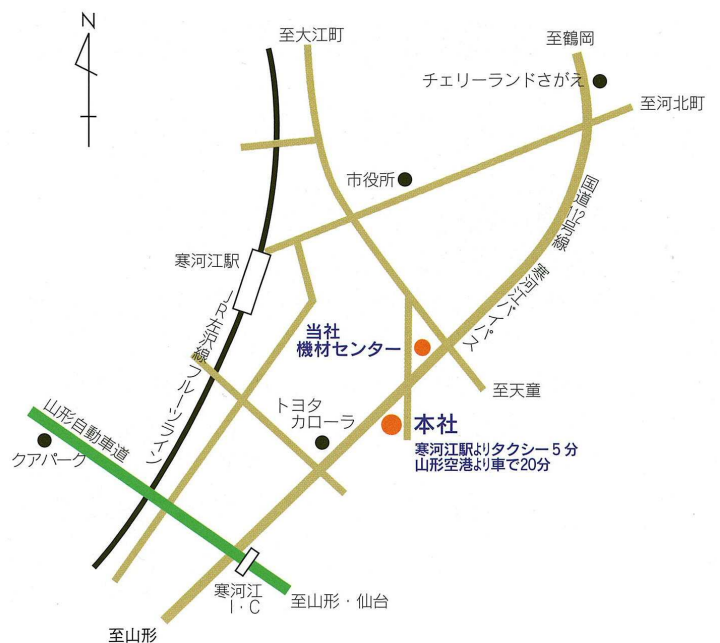 N
至大江町
至鶴岡
チェリーランドさがえ
至河北町
市役所
国道112号線 寒河江バイパス
寒河江駅
JR左沢線フルーツライン
当社
機材センター
至天童
トヨタ
カローラ
本社
寒河江駅よりタクシー5分
山形空港より車で20分
山形自動車道
クアパーク
寒河江
I・C
至山形・仙台
至山形